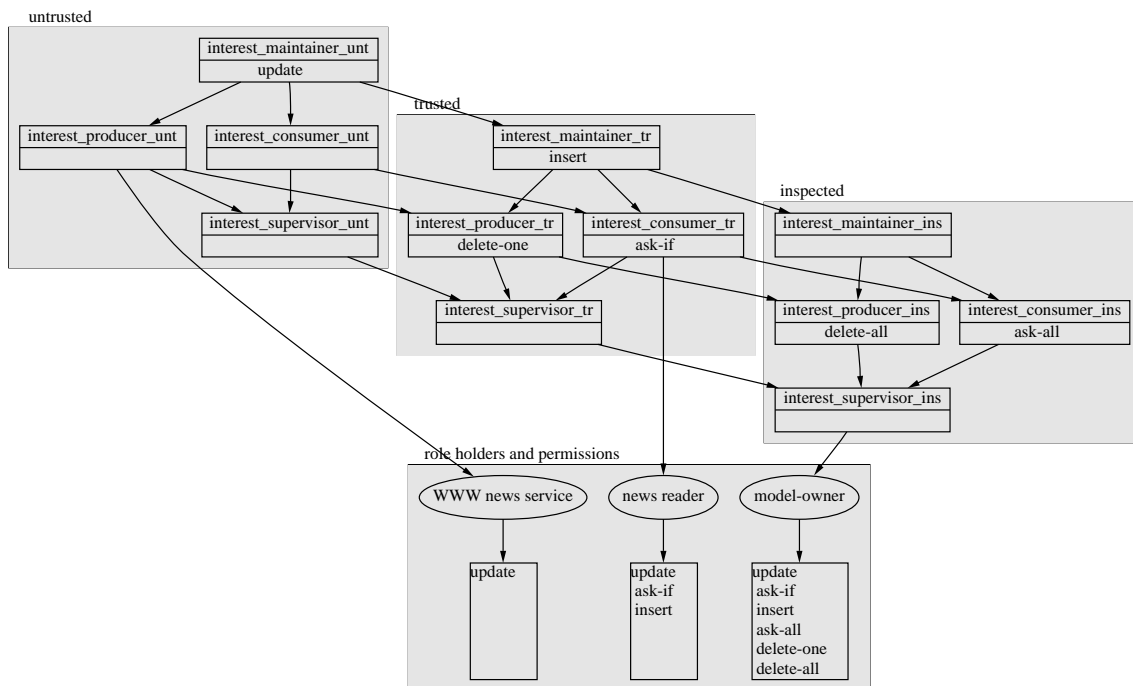 untrusted
interest_maintainer_unt
update
trusted
interest_producer_unt
interest_consumer_unt
interest_maintainer_tr
insert
inspected
interest_supervisor_unt
interest_producer_tr
delete-one
interest_consumer_tr
ask-if
interest_maintainer_ins
interest_supervisor_tr
interest_producer_ins
delete-all
interest_consumer_ins
ask-all
interest_supervisor_ins
role holders and permissions
WWW news service
news reader
model-owner
update
update
ask-if
insert
update
ask-if
insert
ask-all
delete-one
delete-all